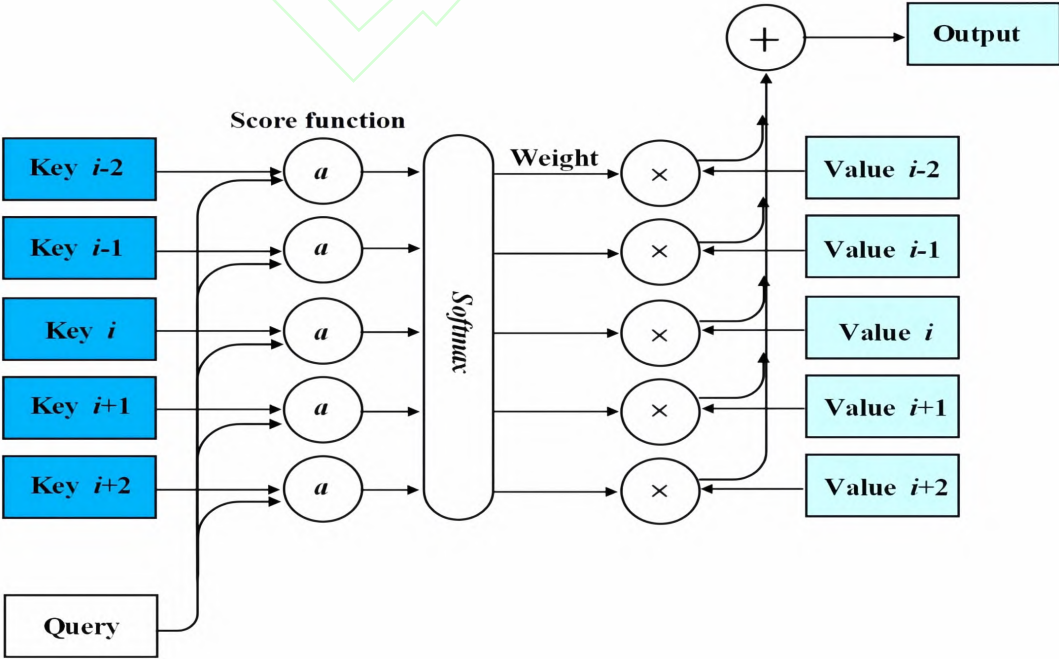 Output
+
Score function
Key i-2
a
Weight
×
Value i-2
Key i-1
a
×
Value i-1
Softmax
Key i
a
×
Value i
Key i+1
a
×
Value i+1
Key i+2
a
×
Value i+2
Query